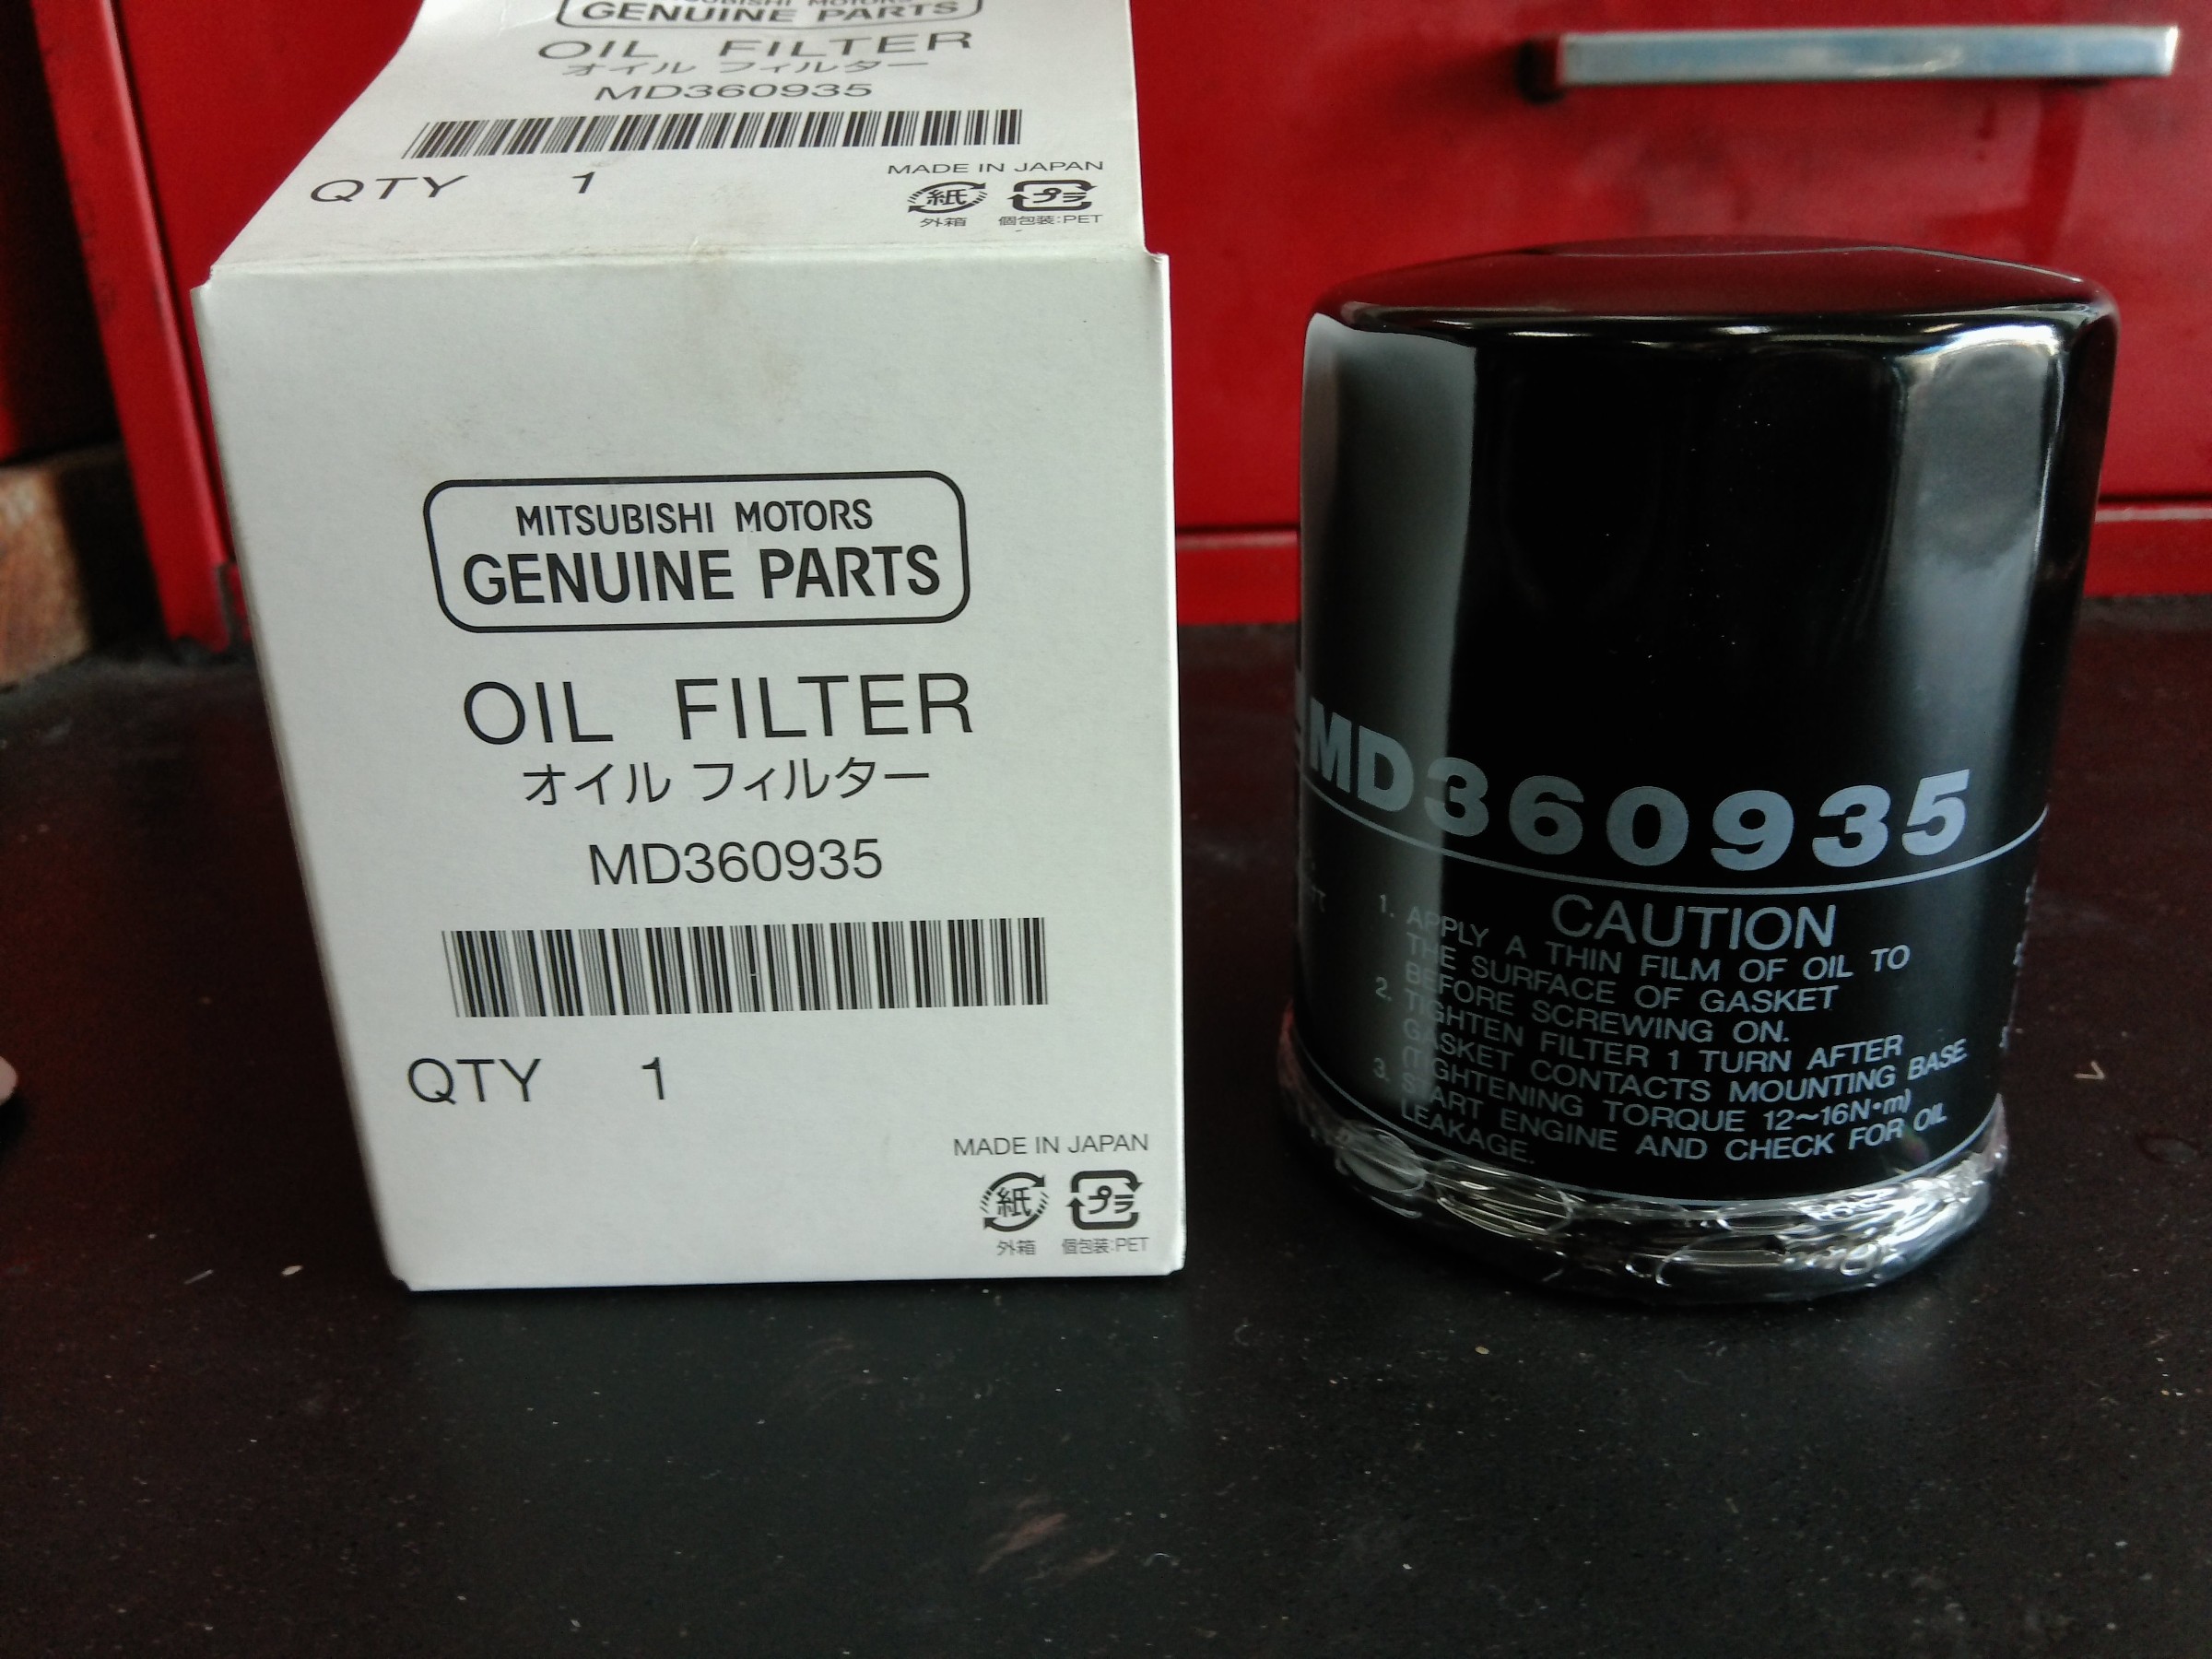 GENUINE PARTS
OIL FILTER
オイル フィルター
MD360935
QTY 1
MADE IN JAPAN
紙 プラ
外箱 個包装:PET
MITSUBISHI MOTORS
GENUINE PARTS
OIL FILTER
オイル フィルター
MD360935
QTY 1
MADE IN JAPAN
紙 プラ
外箱 個包装:PET
MD360935
CAUTION
1. APPLY A THIN FILM OF OIL TO
THE SURFACE OF GASKET
BEFORE SCREWING ON.
2. TIGHTEN FILTER 1 TURN AFTER
GASKET CONTACTS MOUNTING BASE.
(TIGHTENING TORQUE 12~16N·m)
3. START ENGINE AND CHECK FOR OIL
LEAKAGE.